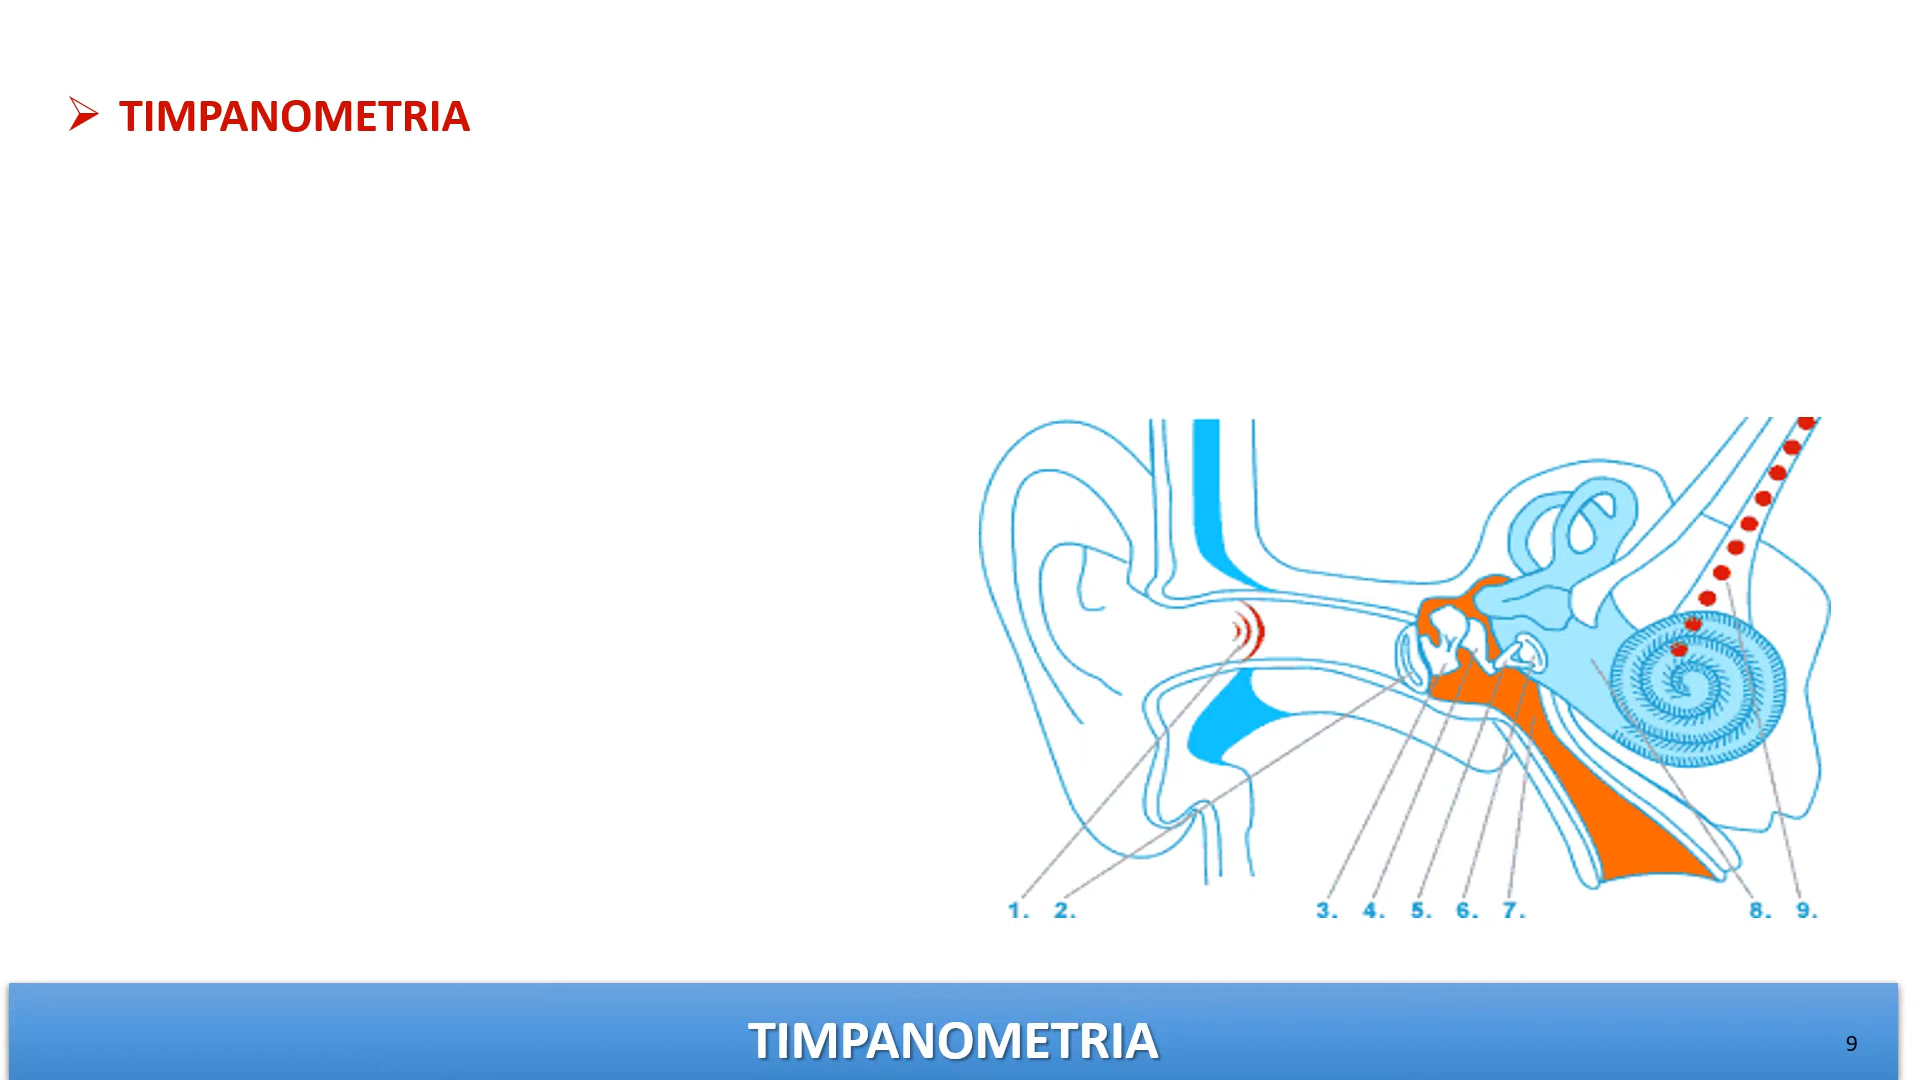 TIMPANOMETRIA
1. 2. 3. 4. 5. 6. 7. 8. 9.
TIMPANOMETRIA
9